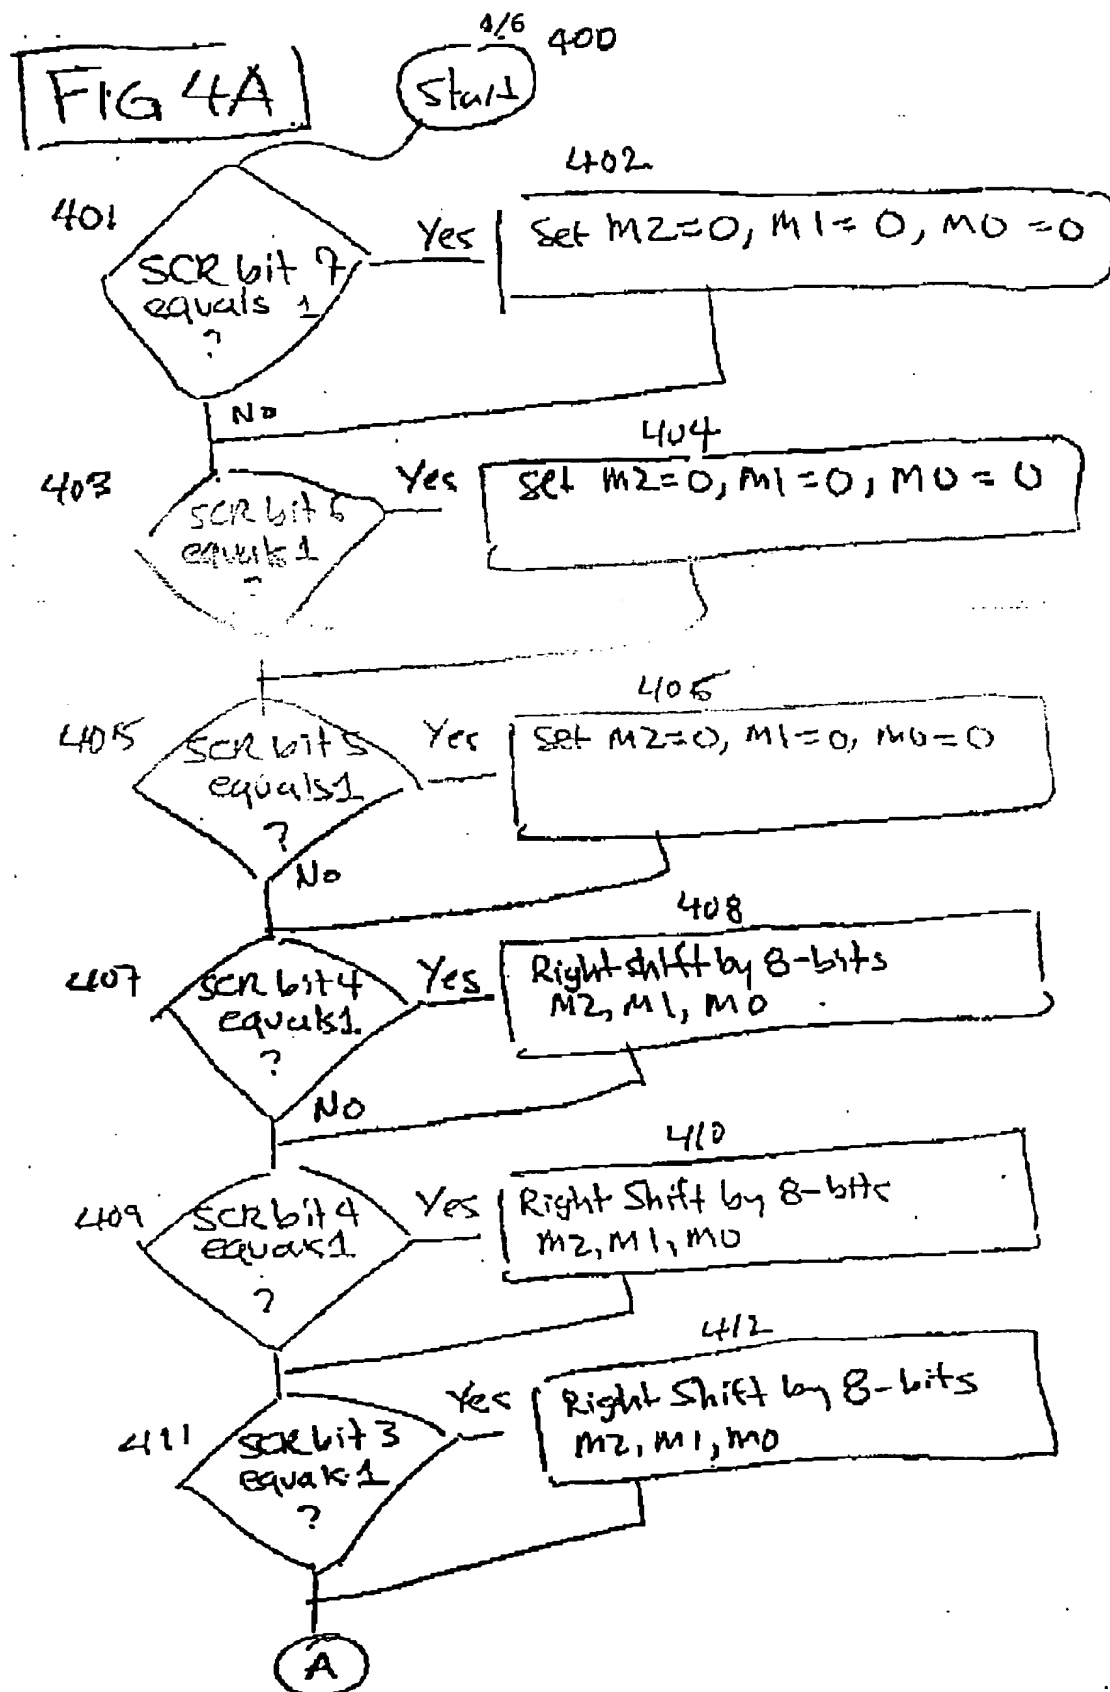 4/6
400
FIG 4A
Start
402
401
SCR bit 7
equals 1
?
Yes
Set M2=0, M1=0, M0=0
No
404
403
SCR bit 6
equals 1
?
Yes
Set M2=0, M1=0, M0=0
406
405
SCR bit 5
equals 1
?
Yes
Set M2=0, M1=0, M0=0
No
408
407
SCR bit 4
equals 1
?
Yes
Right shift by 8-bits
M2, M1, M0
No
410
409
SCR bit 4
equals 1
?
Yes
Right Shift by 8-bits
M2, M1, M0
412
411
SCR bit 3
equals 1
?
Yes
Right Shift by 8-bits
M2, M1, M0
A